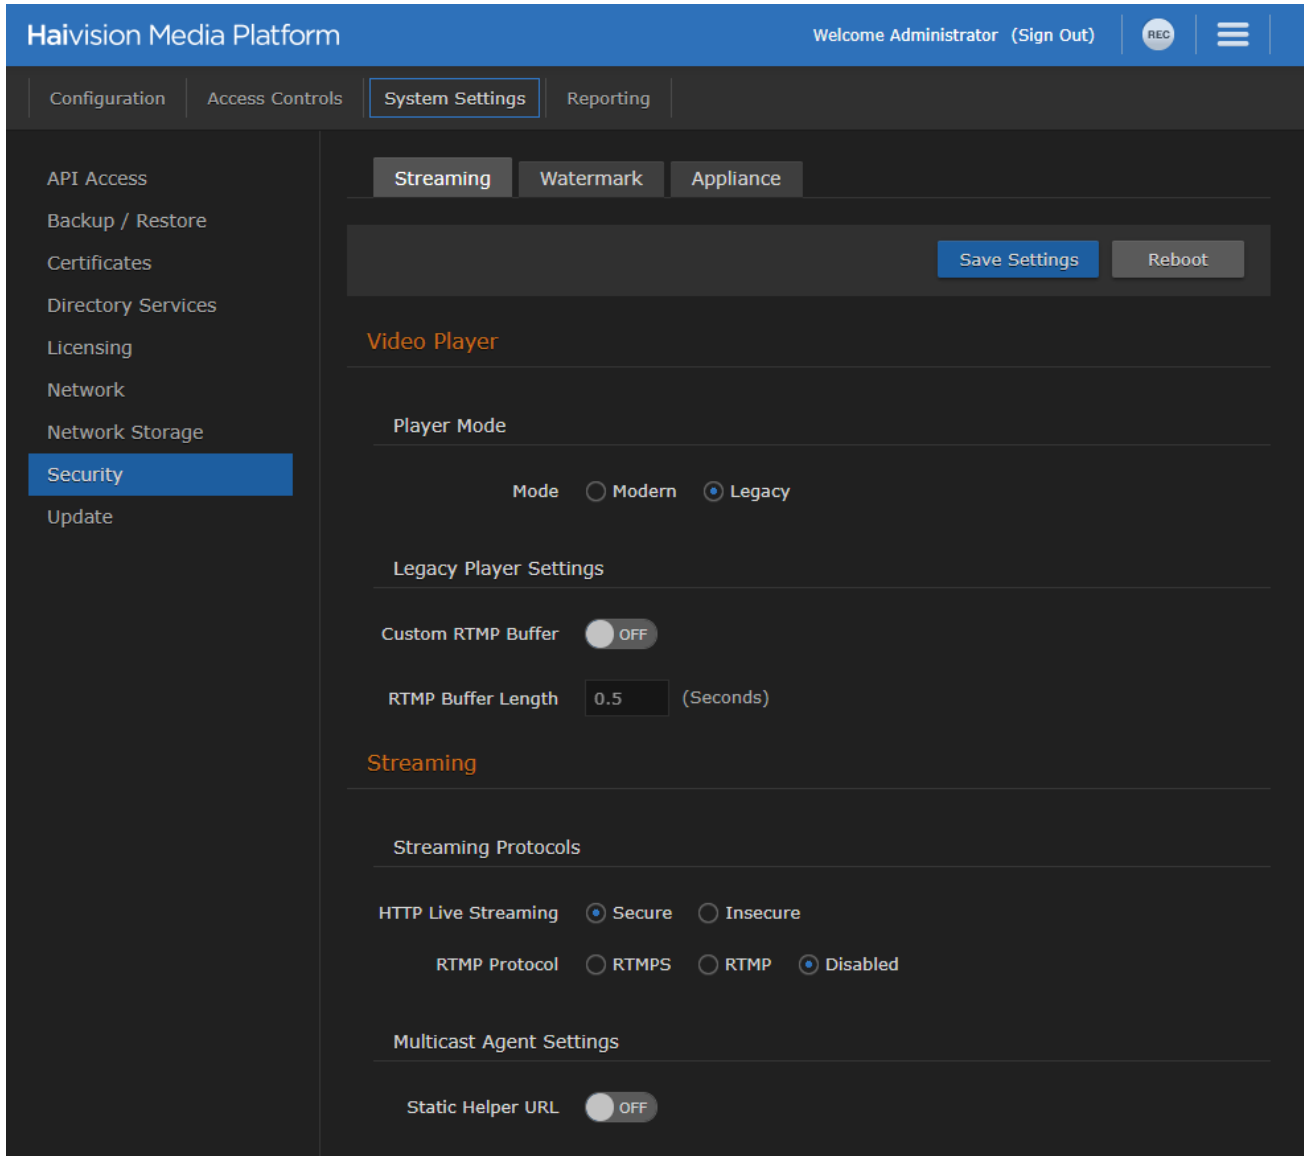 Haivision Media Platform
Welcome Administrator (Sign Out)
REC
Configuration
Access Controls
System Settings
Reporting
API Access
Backup / Restore
Certificates
Directory Services
Licensing
Network
Network Storage
Security
Update
Streaming
Watermark
Appliance
Save Settings
Reboot
Video Player
Player Mode
Mode Modern Legacy
Legacy Player Settings
Custom RTMP Buffer OFF
RTMP Buffer Length 0.5 (Seconds)
Streaming
Streaming Protocols
HTTP Live Streaming Secure Insecure
RTMP Protocol RTMPS RTMP Disabled
Multicast Agent Settings
Static Helper URL OFF